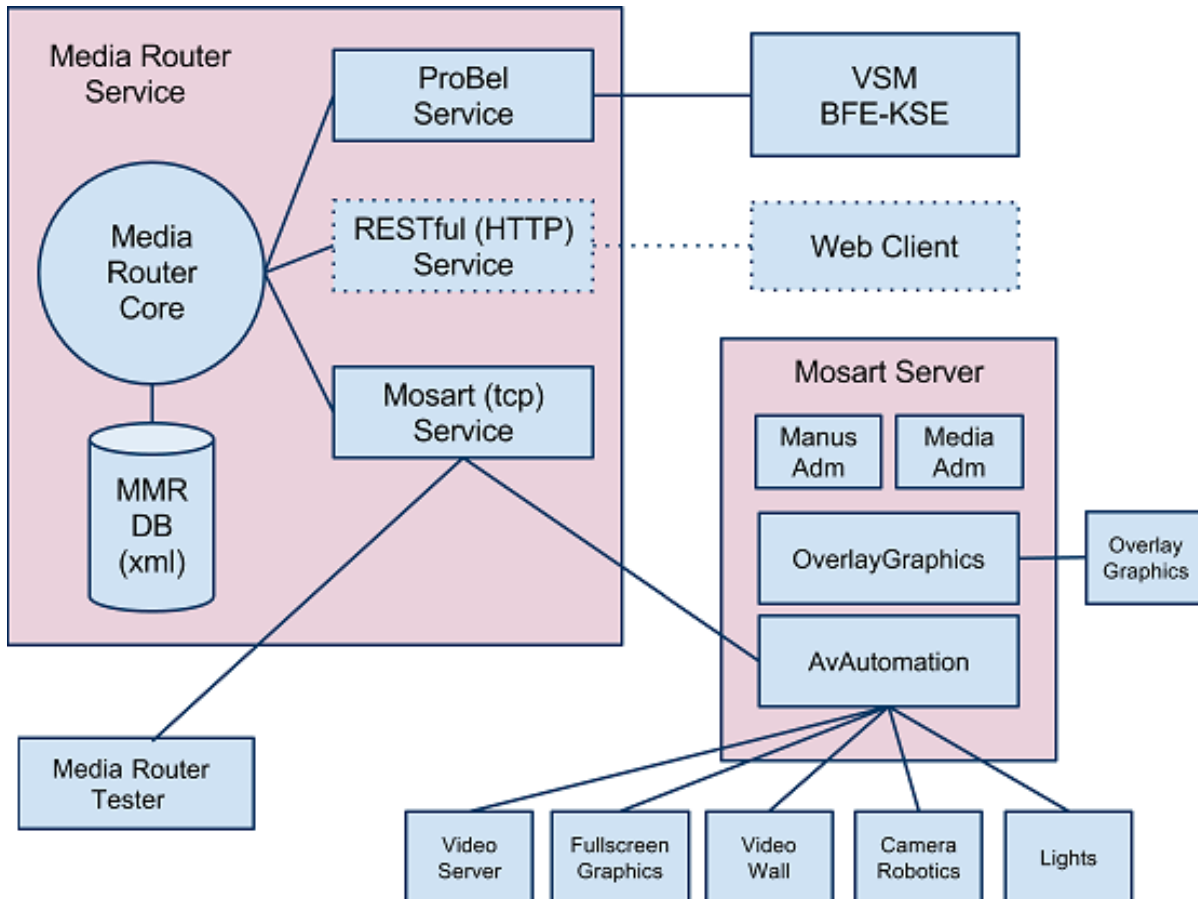 Media Router
Service
ProBel
Service
VSM
BFE-KSE
Media
Router
Core
RESTful (HTTP)
Service
Web Client
Mosart (tcp)
Service
MMR
DB
(xml)
Mosart Server
Manus
Adm
Media
Adm
OverlayGraphics
Overlay
Graphics
AvAutomation
Media Router
Tester
Video
Server
Fullscreen
Graphics
Video
Wall
Camera
Robotics
Lights